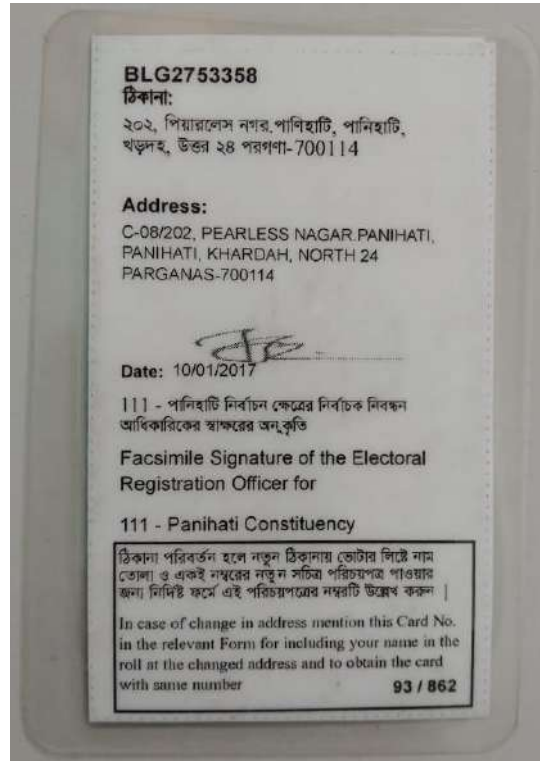 BLG2753358
ঠিকানা:
২০২, পিয়ারলেস নগর.পাণিহাটি, পানিহাটি,
খড়দহ, উত্তর ২৪ পরগণা-700114
Address:
C-08/202, PEARLESS NAGAR.PANIHATI,
PANIHATI, KHARDAH, NORTH 24
PARGANAS-700114
Date: 10/01/2017
111 - পানিহাটি নির্বাচন ক্ষেত্রের নির্বাচক নিবন্ধন
আধিকারিকের স্বাক্ষরের অনুকৃতি
Facsimile Signature of the Electoral
Registration Officer for
111 - Panihati Constituency
ঠিকানা পরিবর্তন হলে নতুন ঠিকানায় ভোটার লিষ্টে নাম
তোলা ও একই নম্বরের নতুন সচিত্র পরিচয়পত্র পাওয়ার
জন্য নির্দিষ্ট ফর্মে এই পরিচয়পত্রের নম্বরটি উল্লেখ করুন |
In case of change in address mention this Card No.
in the relevant Form for including your name in the
roll at the changed address and to obtain the card
with same number 93 / 862